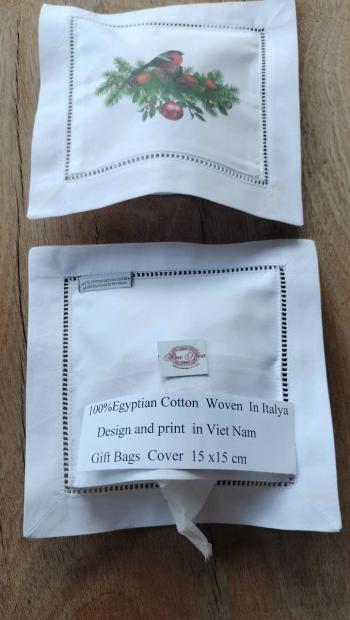 100%Egyptian Cotton Woven In Italya
Design and print in Viet Nam
Gift Bags Cover 15 x15 cm